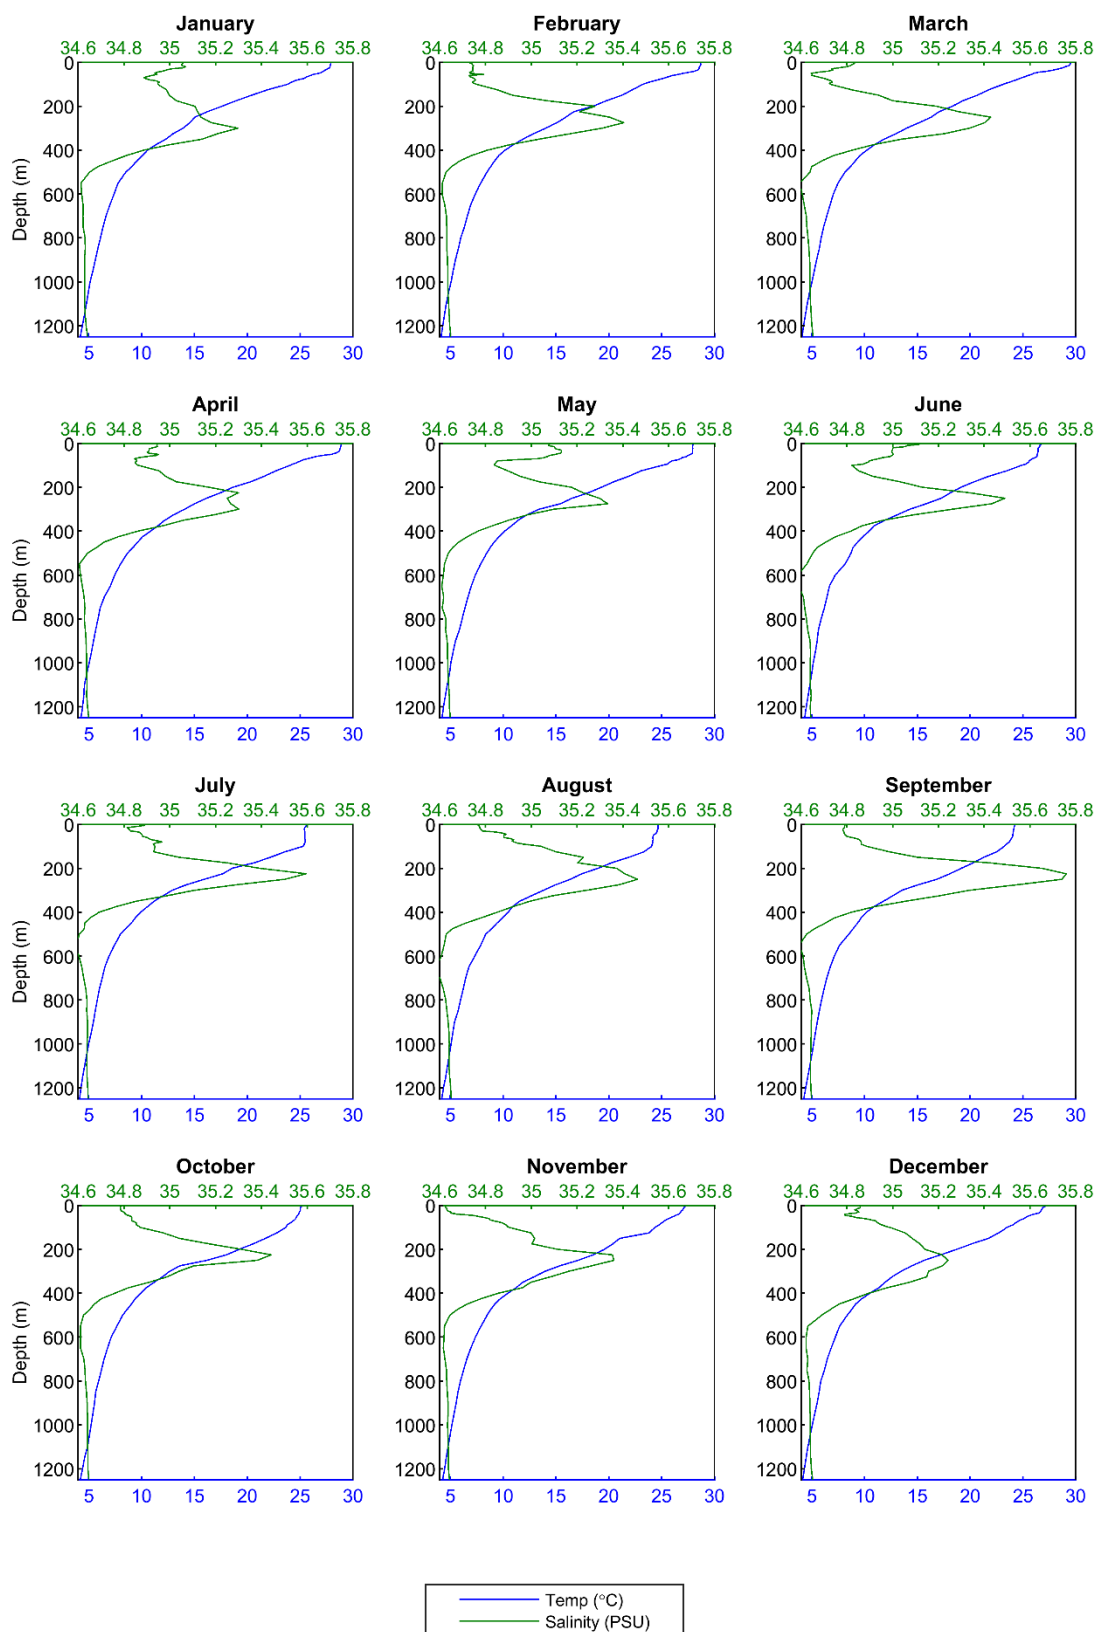 January February March
34.6 34.8 35 35.2 35.4 35.6 35.8 34.6 34.8 35 35.2 35.4 35.6 35.8 34.6 34.8 35 35.2 35.4 35.6 35.8
0 0 0
200 200 200
400 400 400
Depth (m)
600 600 600
800 800 800
1000 1000 1000
1200 1200 1200
5 10 15 20 25 30 5 10 15 20 25 30 5 10 15 20 25 30
April May June
34.6 34.8 35 35.2 35.4 35.6 35.8 34.6 34.8 35 35.2 35.4 35.6 35.8 34.6 34.8 35 35.2 35.4 35.6 35.8
0 0 0
200 200 200
400 400 400
Depth (m)
600 600 600
800 800 800
1000 1000 1000
1200 1200 1200
5 10 15 20 25 30 5 10 15 20 25 30 5 10 15 20 25 30
July August September
34.6 34.8 35 35.2 35.4 35.6 35.8 34.6 34.8 35 35.2 35.4 35.6 35.8 34.6 34.8 35 35.2 35.4 35.6 35.8
0 0 0
200 200 200
400 400 400
Depth (m)
600 600 600
800 800 800
1000 1000 1000
1200 1200 1200
5 10 15 20 25 30 5 10 15 20 25 30 5 10 15 20 25 30
October November December
34.6 34.8 35 35.2 35.4 35.6 35.8 34.6 34.8 35 35.2 35.4 35.6 35.8 34.6 34.8 35 35.2 35.4 35.6 35.8
0 0 0
200 200 200
400 400 400
Depth (m)
600 600 600
800 800 800
1000 1000 1000
1200 1200 1200
5 10 15 20 25 30 5 10 15 20 25 30 5 10 15 20 25 30
Temp (°C)
Salinity (PSU)